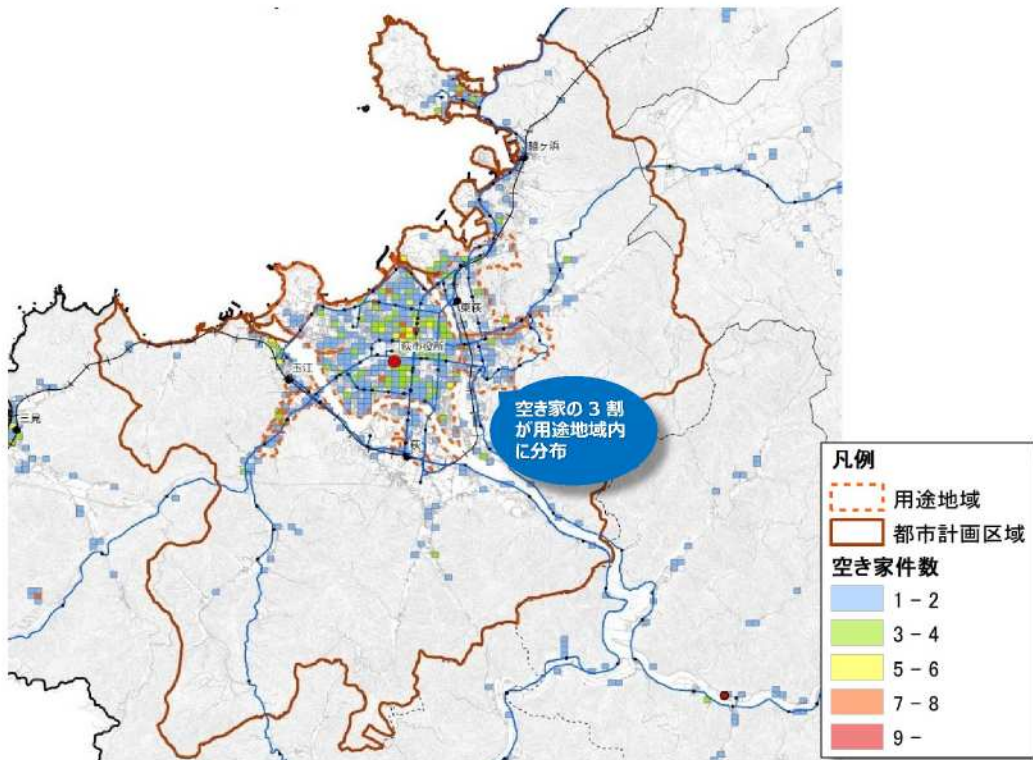 越ヶ浜
東萩
萩市役所
玉江
三見
萩
空き家の3割
が用途地域内
に分布
凡例
用途地域
都市計画区域
空き家件数
1 - 2
3 - 4
5 - 6
7 - 8
9 -